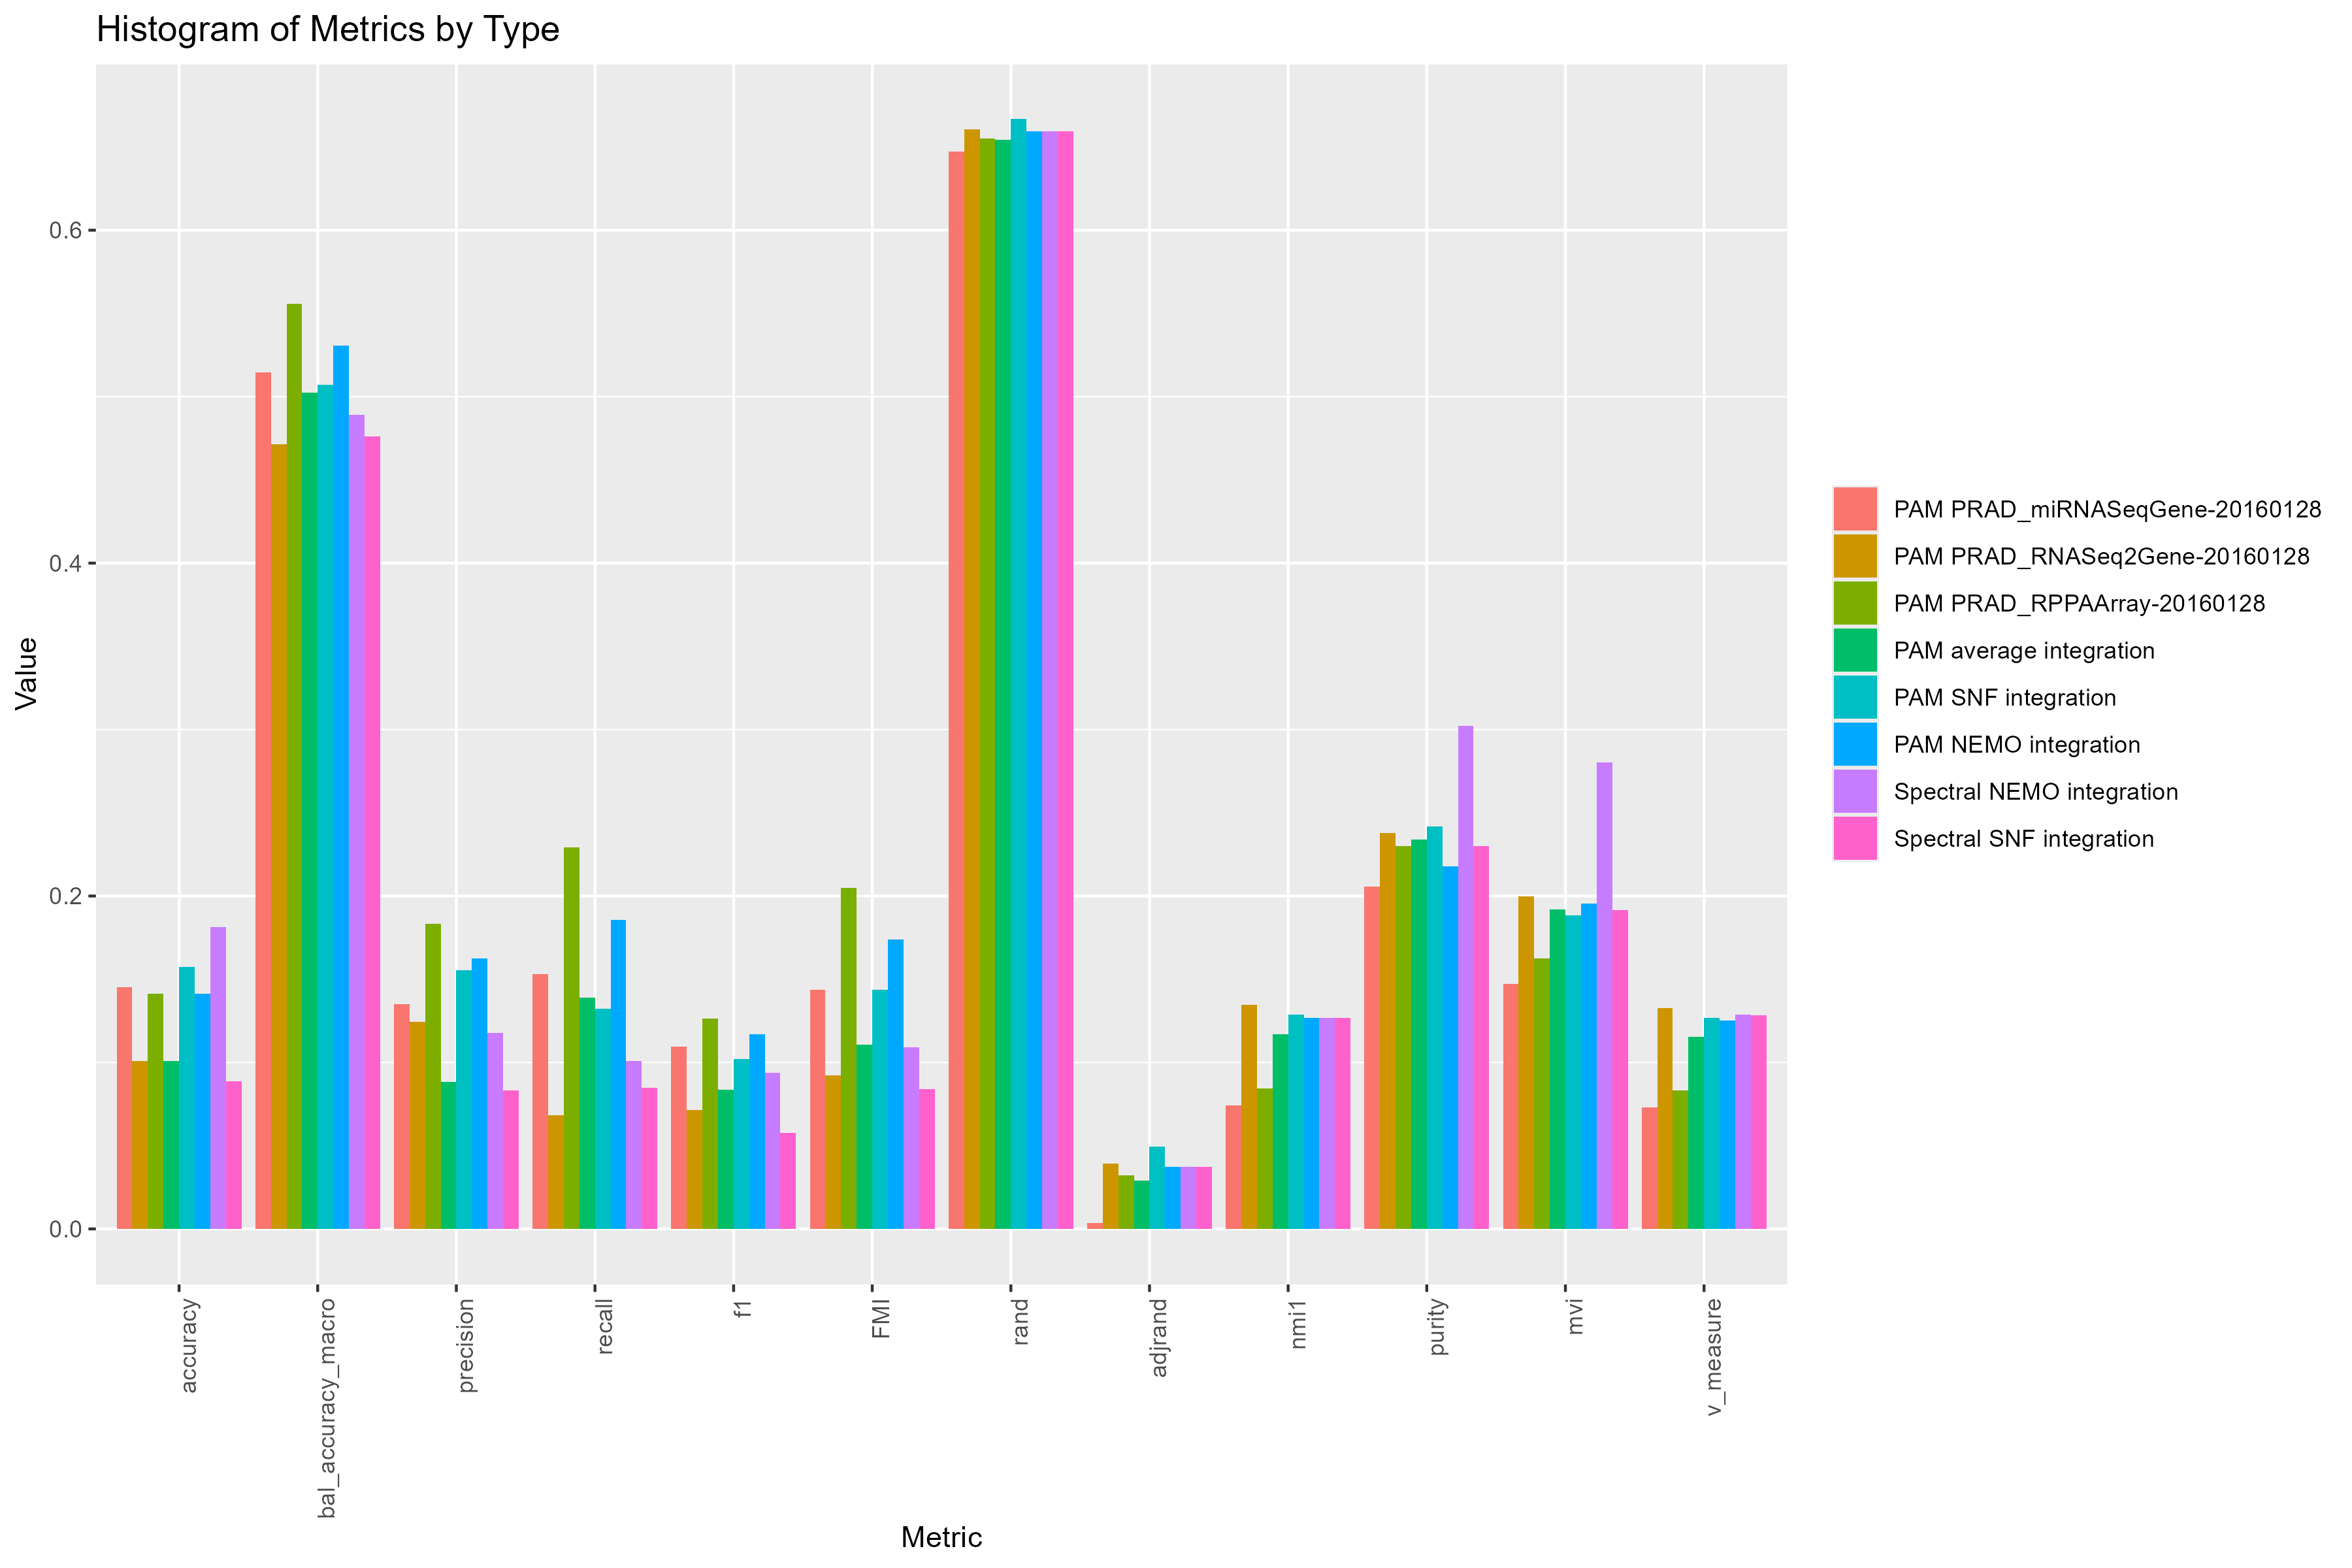 Histogram of Metrics by Type
Value
0.6
0.4
0.2
0.0
accuracy
bal_accuracy_macro
precision
recall
f1
FMI
rand
adjrand
nmi1
purity
mvi
v_measure
Metric
PAM PRAD_miRNASeqGene-20160128
PAM PRAD_RNASeq2Gene-20160128
PAM PRAD_RPPAArray-20160128
PAM average integration
PAM SNF integration
PAM NEMO integration
Spectral NEMO integration
Spectral SNF integration